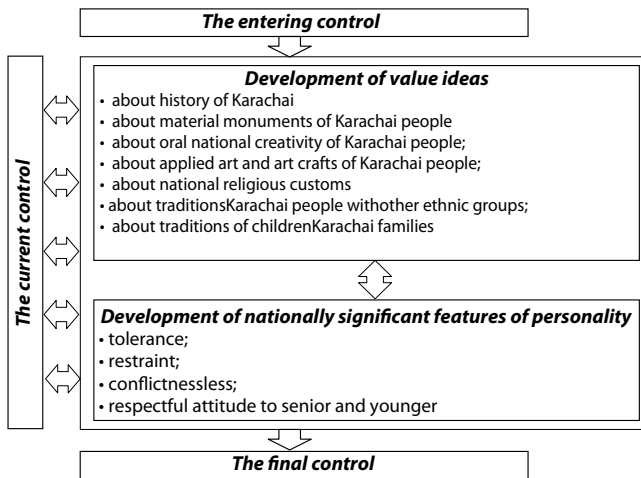 The entering control
The current control
Development of value ideas
• about history of Karachai
• about material monuments of Karachai people
• about oral national creativity of Karachai people;
• about applied art and art crafts of Karachai people;
• about national religious customs
• about traditionsKarachai people withother ethnic groups;
• about traditions of childrenKarachai families
Development of nationally significant features of personality
• tolerance;
• restraint;
• conflictnessless;
• respectful attitude to senior and younger
The final control